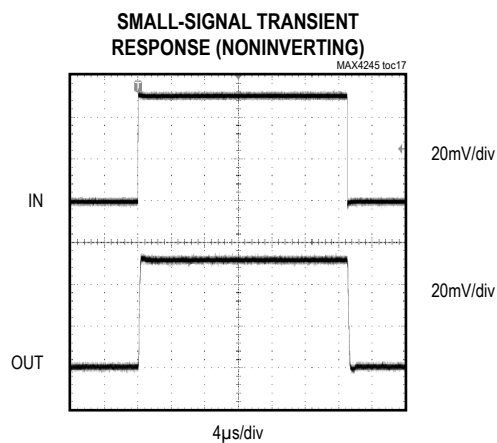 SMALL-SIGNAL TRANSIENT
RESPONSE (NONINVERTING)
MAX4245 toc17
T
IN
20mV/div
20mV/div
OUT
4μs/div